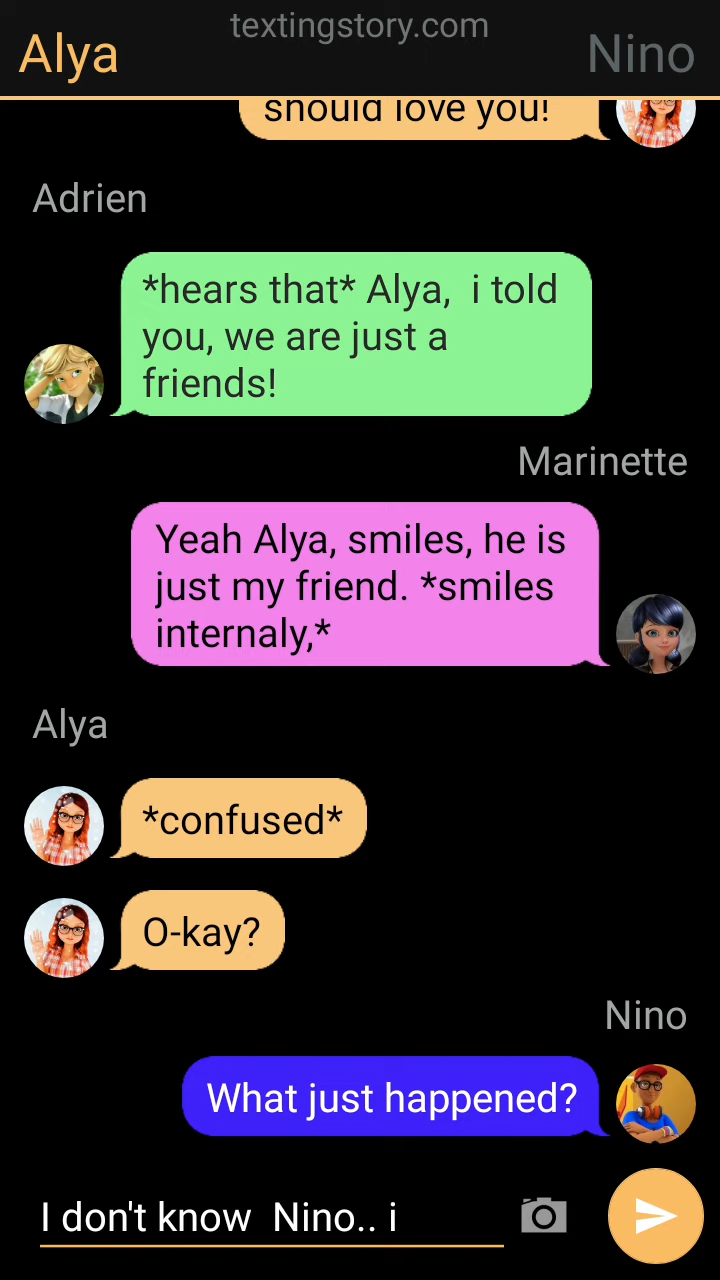 textingstory.com
Alya
Nino
should love you!
Adrien
*hears that* Alya,  i told
you, we are just a
friends!
Marinette
Yeah Alya, smiles, he is
just my friend. *smiles
internaly,*
Alya
*confused*
O-kay?
Nino
What just happened?
I don't know  Nino.. i